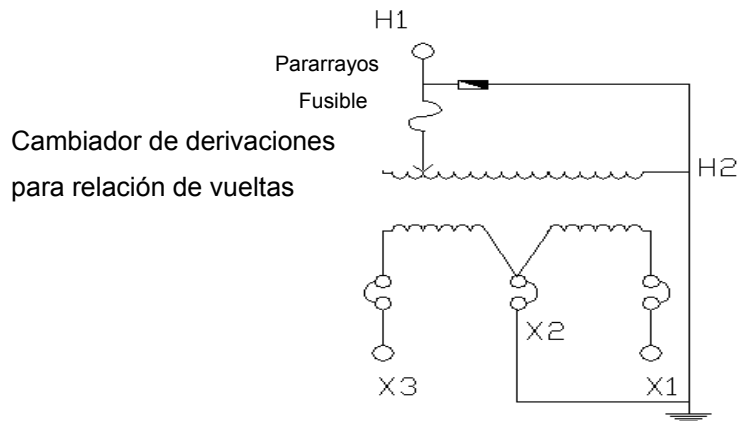 H1
Pararrayos
Fusible
Cambiador de derivaciones
para relación de vueltas
H2
X2
X3
X1